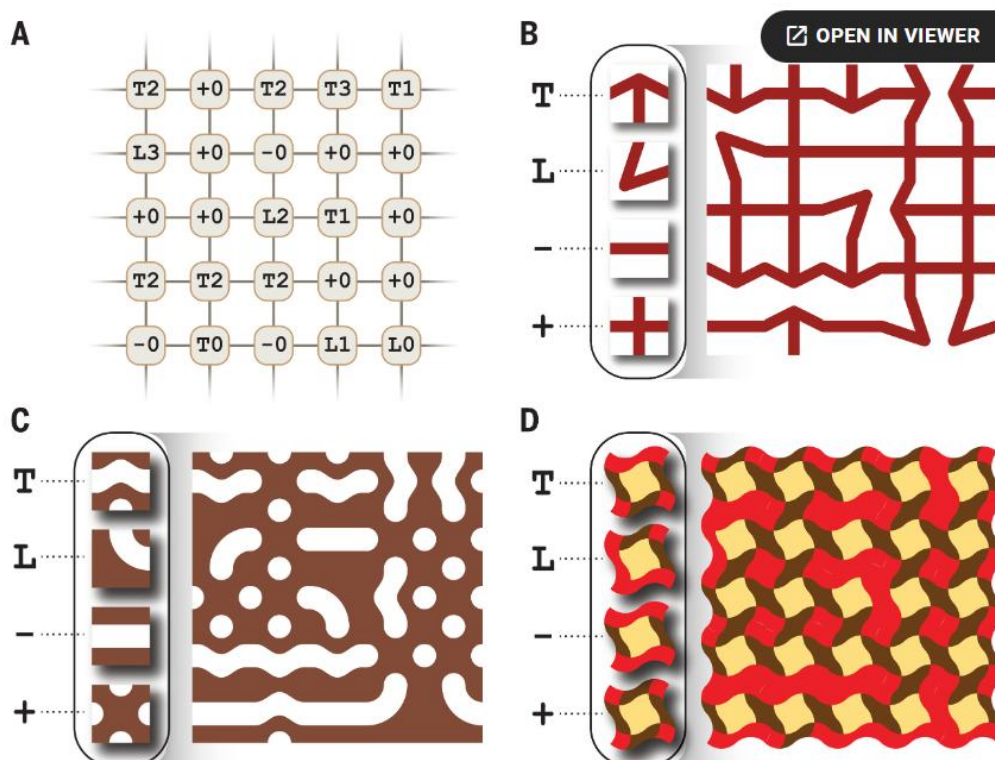 A
T2 +0 T2 T3 T1
L3 +0 -0 +0 +0
+0 +0 L2 T1 +0
T2 T2 T2 +0 +0
-0 T0 -0 L1 L0
B
OPEN IN VIEWER
T
L
-
+
C
T
L
-
+
D
T
L
-
+